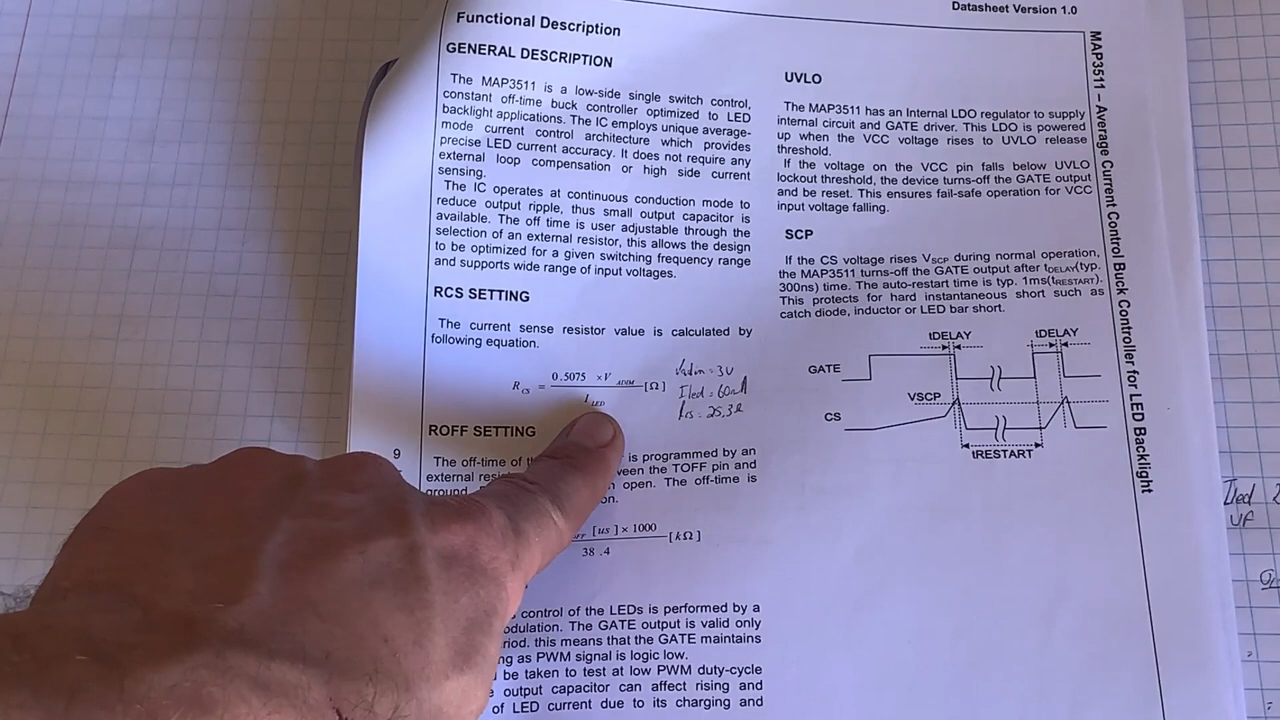 Datasheet Version 1.0
Functional Description
GENERAL DESCRIPTION
The MAP3511 is a low-side single switch control,
constant off-time buck controller optimized to LED
backlight applications. The IC employs unique average-
mode current control architecture which provides
precise LED current accuracy. It does not require any
external loop compensation or high side current
sensing.
The IC operates at continuous conduction mode to
reduce output ripple, thus small output capacitor is
available. The off time is user adjustable through the
selection of an external resistor, this allows the design
to be optimized for a given switching frequency range
and supports wide range of input voltages.
RCS SETTING
The current sense resistor value is calculated by
following equation.
R CS = 0.5075 × V ADIM / I LED [Ω]
Vadim = 3V
Iled = 60mA
Rcs = 25,3Ω
ROFF SETTING
The off-time of is programmed by an
external between the TOFF pin and
ground. open. The off-time is
[us] × 1000
38.4
[kΩ]
control of the LEDs is performed by a
The GATE output is valid only
this means that the GATE maintains
as PWM signal is logic low.
be taken to test at low PWM duty-cycle
output capacitor can affect rising and
of LED current due to its charging and
9
UVLO
The MAP3511 has an Internal LDO regulator to supply
internal circuit and GATE driver. This LDO is powered
up when the VCC voltage rises to UVLO release
threshold.
If the voltage on the VCC pin falls below UVLO
lockout threshold, the device turns-off the GATE output
and be reset. This ensures fail-safe operation for VCC
input voltage falling.
SCP
If the CS voltage rises VSCP during normal operation,
the MAP3511 turns-off the GATE output after tDELAY(typ.
300ns) time. The auto-restart time is typ. 1ms(tRESTART).
This protects for hard instantaneous short such as
catch diode, inductor or LED bar short.
tDELAY tDELAY
GATE
VSCP
CS
tRESTART
MAP3511 – Average Current Control Buck Controller for LED Backlight
Iled 2